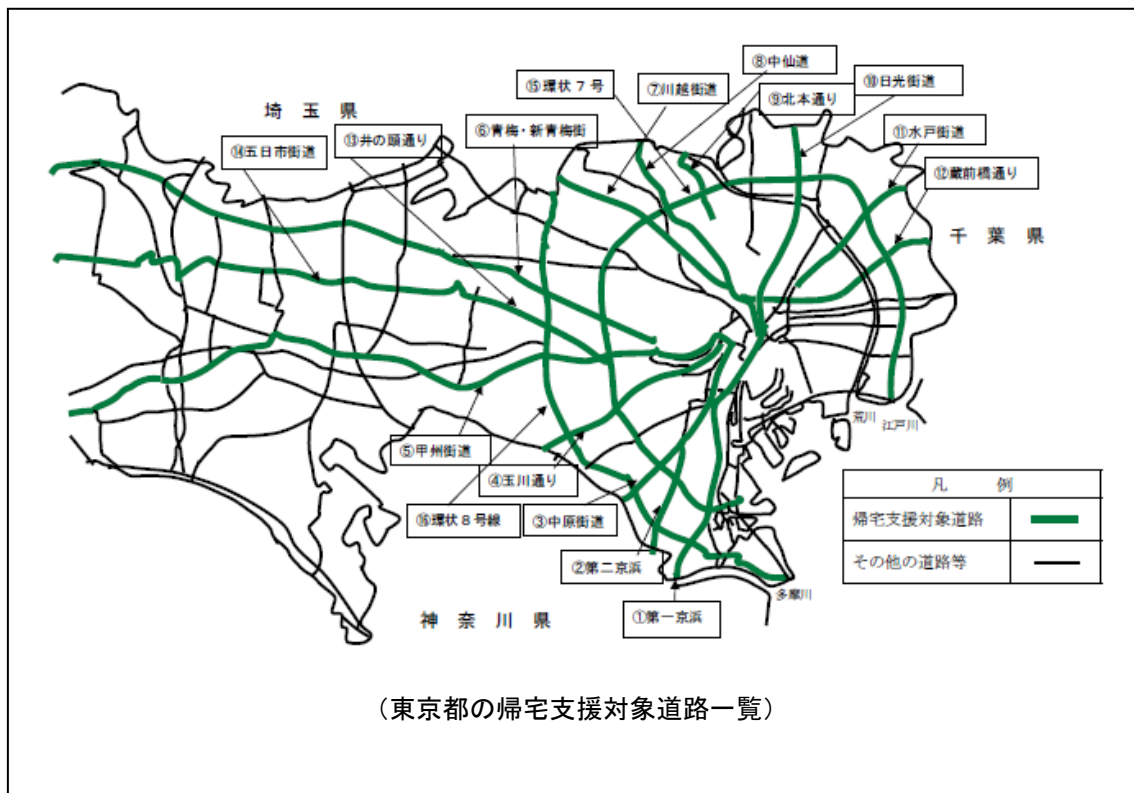 ⑧中仙道
⑩日光街道
⑮環状７号
⑦川越街道
⑨北本通り
埼玉県
⑥青梅・新青梅街
⑬井の頭通り
⑭五日市街道
⑪水戸街道
⑫蔵前橋通り
千葉県
荒川
江戸川
⑤甲州街道
④玉川通り
⑯環状８号線
③中原街道
②第二京浜
①第一京浜
多摩川
神奈川県
凡例
帰宅支援対象道路
その他の道路等
（東京都の帰宅支援対象道路一覧）